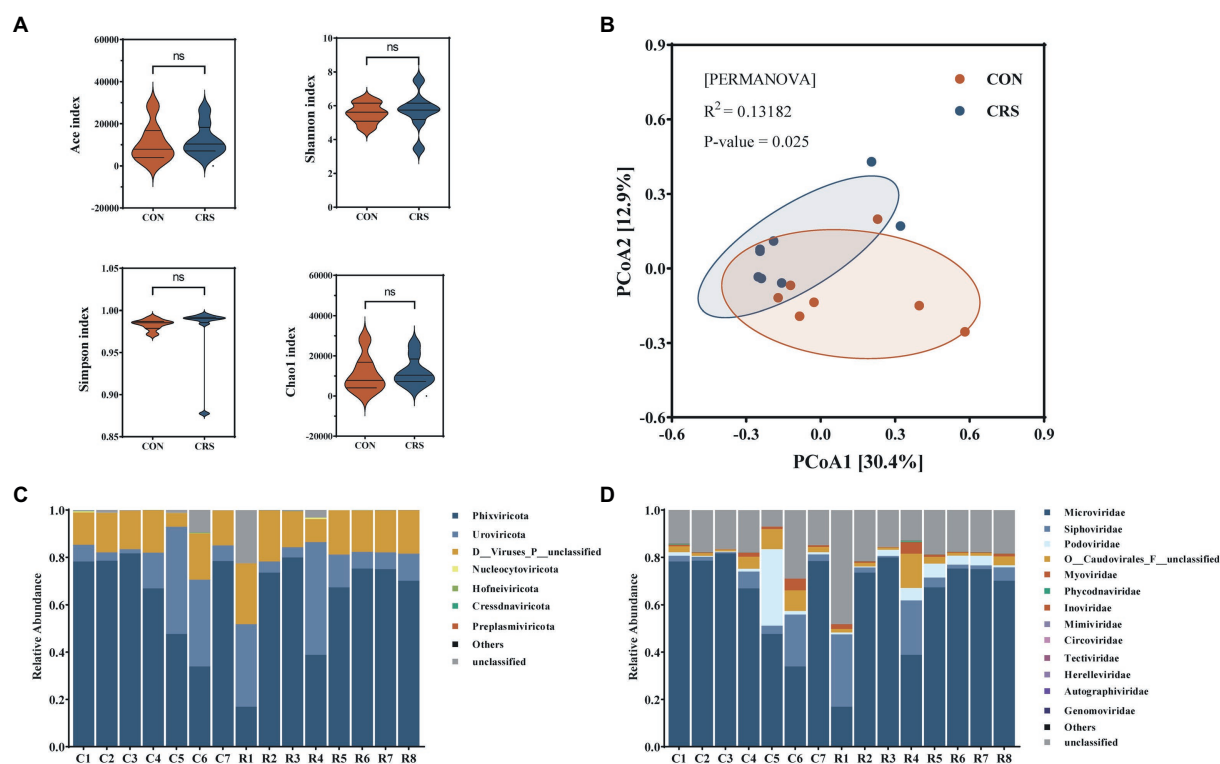 A
60000
40000
20000
0
-20000
Ace index
ns
CON
CRS
10
8
6
4
2
0
Shannon index
ns
CON
CRS
1.05
1.00
0.95
0.90
0.85
Simpson index
ns
CON
CRS
60000
40000
20000
0
-20000
Chao1 index
ns
CON
CRS
B
0.9
0.6
0.3
0.0
-0.3
-0.6
PCoA2 [12.9%]
[PERMANOVA]
R² = 0.13182
P-value = 0.025
CON
CRS
-0.6
-0.3
0.0
0.3
0.6
0.9
PCoA1 [30.4%]
C
1.0
0.8
0.6
0.4
0.2
0.0
Relative Abundance
C1 C2 C3 C4 C5 C6 C7 R1 R2 R3 R4 R5 R6 R7 R8
Phixviricota
Uroviricota
D__Viruses_P__unclassified
Nucleocytoviricota
Hofneiviricota
Cressdnaviricota
Preplasmiviricota
Others
unclassified
D
1.0
0.8
0.6
0.4
0.2
0.0
Relative Abundance
C1 C2 C3 C4 C5 C6 C7 R1 R2 R3 R4 R5 R6 R7 R8
Microviridae
Siphoviridae
Podoviridae
O__Caudovirales_F__unclassified
Myoviridae
Phycodnaviridae
Inoviridae
Mimiviridae
Circoviridae
Tectiviridae
Herelleviridae
Autographiviridae
Genomoviridae
Others
unclassified